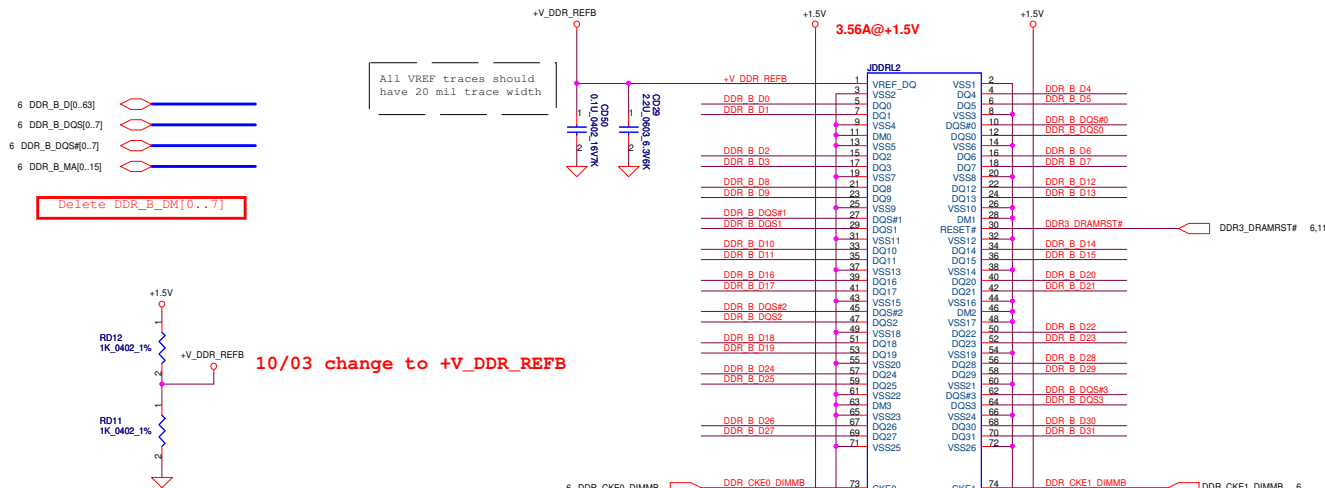 +V_DDR_REFB
+1.5V
3.56A@+1.5V
+1.5V
All VREF traces should
have 20 mil trace width
1
2
CD50
0.1U_0402_16V7K
1
2
CD29
2.2U_0603_6.3V6K
6 DDR_B_D[0..63]
6 DDR_B_DQS[0..7]
6 DDR_B_DQS#[0..7]
6 DDR_B_MA[0..15]
Delete DDR_B_DM[0..7]
+1.5V
1
RD12
1K_0402_1%
2
+V_DDR_REFB
10/03 change to +V_DDR_REFB
1
RD11
1K_0402_1%
2
JDDRL2
+V_DDR_REFB 1 VREF_DQ VSS1 2
3 VSS2 DQ4 4 DDR_B_D4
DDR_B_D0 5 DQ0 DQ5 6 DDR_B_D5
DDR_B_D1 7 DQ1 VSS3 8
9 VSS4 DQS#0 10 DDR_B_DQS#0
11 DM0 DQS0 12 DDR_B_DQS0
13 VSS5 VSS6 14
DDR_B_D2 15 DQ2 DQ6 16 DDR_B_D6
DDR_B_D3 17 DQ3 DQ7 18 DDR_B_D7
19 VSS7 VSS8 20
DDR_B_D8 21 DQ8 DQ12 22 DDR_B_D12
DDR_B_D9 23 DQ9 DQ13 24 DDR_B_D13
25 VSS9 VSS10 26
DDR_B_DQS#1 27 DQS#1 DM1 28
DDR_B_DQS1 29 DQS1 RESET# 30 DDR3_DRAMRST# DDR3_DRAMRST# 6,11
31 VSS11 VSS12 32
DDR_B_D10 33 DQ10 DQ14 34 DDR_B_D14
DDR_B_D11 35 DQ11 DQ15 36 DDR_B_D15
37 VSS13 VSS14 38
DDR_B_D16 39 DQ16 DQ20 40 DDR_B_D20
DDR_B_D17 41 DQ17 DQ21 42 DDR_B_D21
43 VSS15 VSS16 44
DDR_B_DQS#2 45 DQS#2 DM2 46
DDR_B_DQS2 47 DQS2 VSS17 48
49 VSS18 DQ22 50 DDR_B_D22
DDR_B_D18 51 DQ18 DQ23 52 DDR_B_D23
DDR_B_D19 53 DQ19 VSS19 54
55 VSS20 DQ28 56 DDR_B_D28
DDR_B_D24 57 DQ24 DQ29 58 DDR_B_D29
DDR_B_D25 59 DQ25 VSS21 60
61 VSS22 DQS#3 62 DDR_B_DQS#3
63 DM3 DQS3 64 DDR_B_DQS3
65 VSS23 VSS24 66
DDR_B_D26 67 DQ26 DQ30 68 DDR_B_D30
DDR_B_D27 69 DQ27 DQ31 70 DDR_B_D31
71 VSS25 VSS26 72
6 DDR_CKE0_DIMMB DDR_CKE0_DIMMB 73 CKE0 CKE1 74 DDR_CKE1_DIMMB DDR_CKE1_DIMMB 6